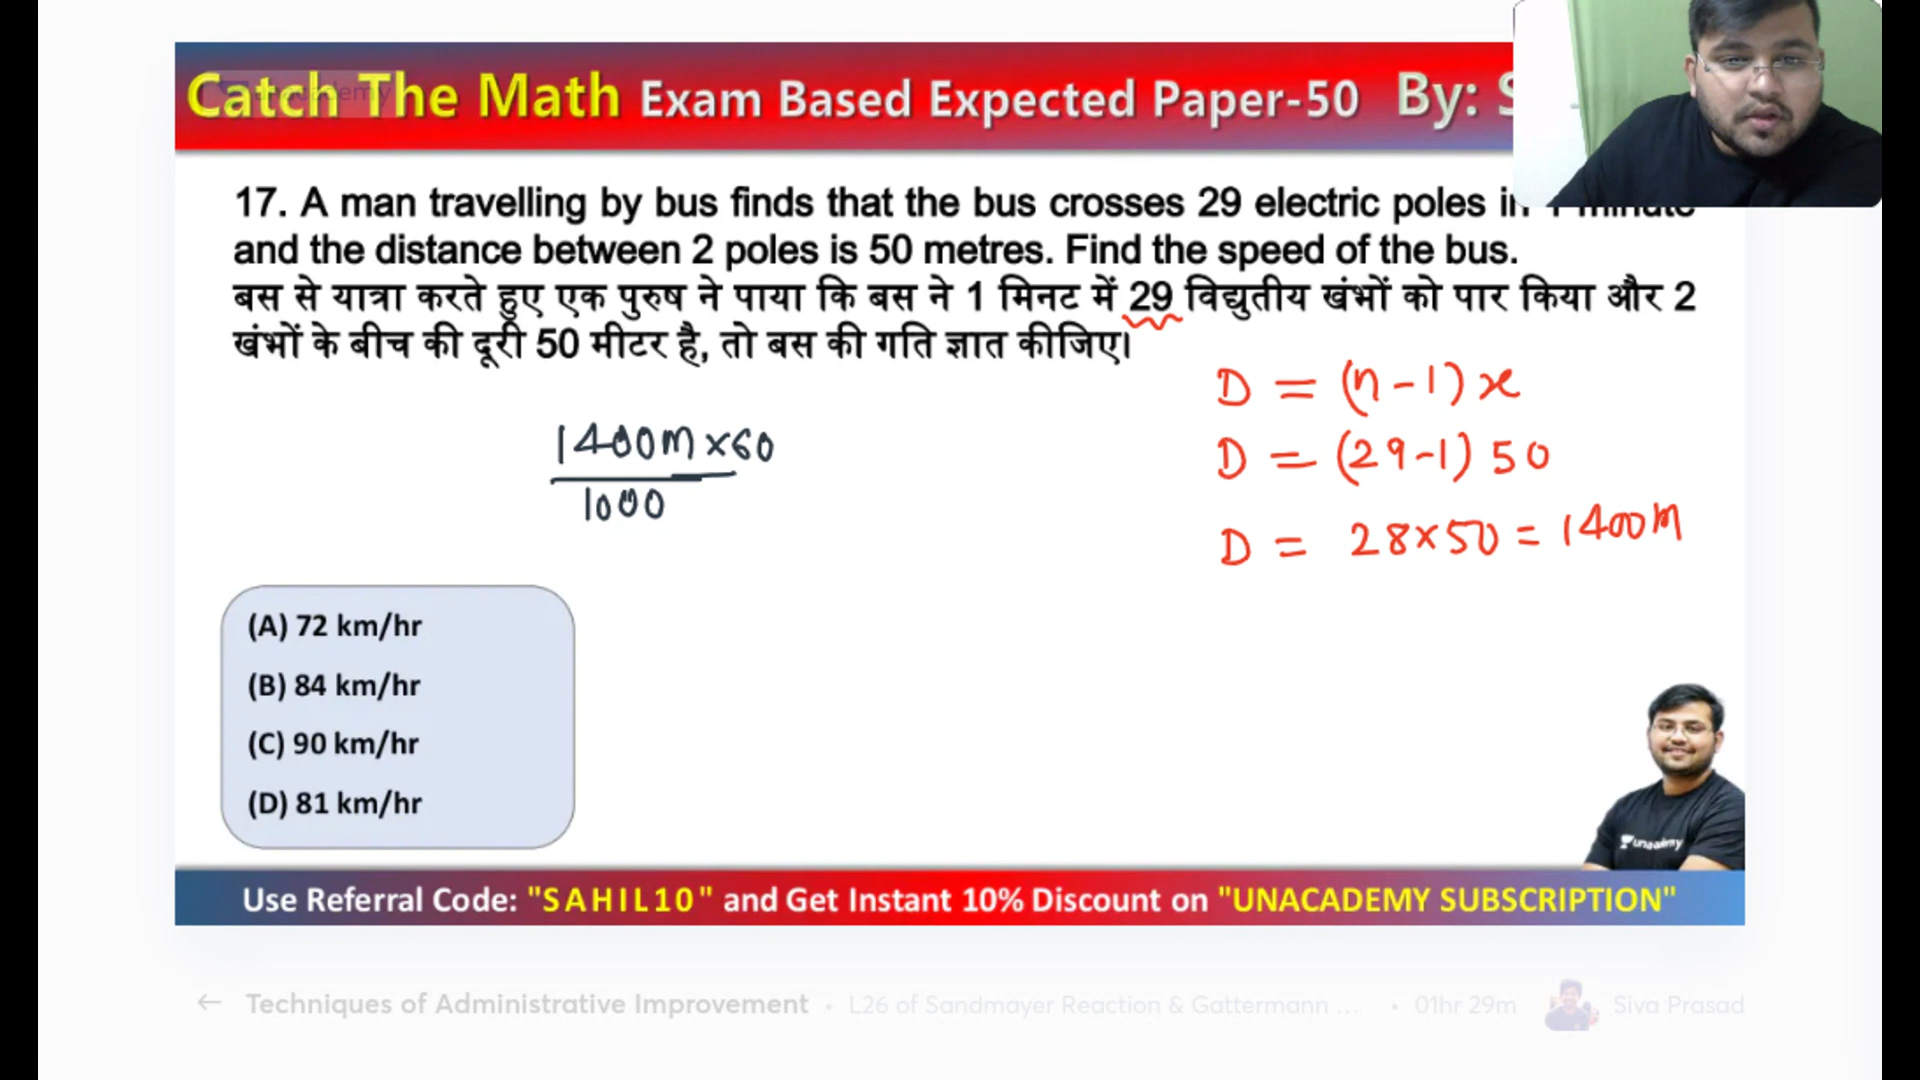 Catch The Math Exam Based Expected Paper-50 By: S
17. A man travelling by bus finds that the bus crosses 29 electric poles in 1 minute
and the distance between 2 poles is 50 metres. Find the speed of the bus.
बस से यात्रा करते हुए एक पुरुष ने पाया कि बस ने 1 मिनट में 29 विद्युतीय खंभों को पार किया और 2
खंभों के बीच की दूरी 50 मीटर है, तो बस की गति ज्ञात कीजिए।
D = (n-1)x
D = (29-1) 50
D = 28×50 = 1400m
1400m×60
1000
(A) 72 km/hr
(B) 84 km/hr
(C) 90 km/hr
(D) 81 km/hr
unacademy
Use Referral Code: "SAHIL10" and Get Instant 10% Discount on "UNACADEMY SUBSCRIPTION"
← Techniques of Administrative Improvement • L26 of Sandmayer Reaction & Gattermann ... • 01hr 29m Siva Prasad